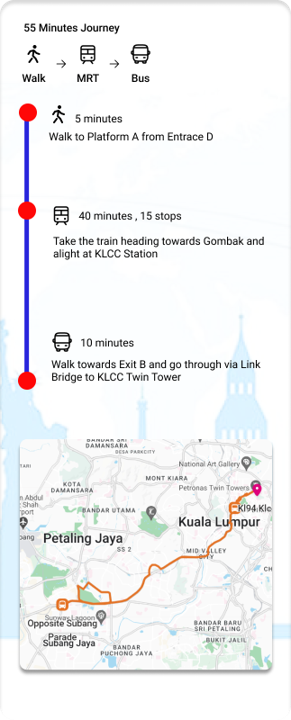 55 Minutes Journey
Walk
MRT
Bus
5 minutes
Walk to Platform A from Entrace D
40 minutes , 15 stops
Take the train heading towards Gombak and
alight at KLCC Station
10 minutes
Walk towards Exit B and go through via Link
Bridge to KLCC Twin Tower
BANDAR SRI
DAMANSARA
DESA PARKCITY
National Art Gallery
KOTA
DAMANSARA
MONT KIARA
Petronas Twin Towers
n Abdul
Shah
rport
BANDAR UTAMA
Kl94 Klc
Kuala Lumpur
Petaling Jaya
SS 2
MID VALLEY
CITY
Sunway Lagoon
Opposite Subang
Parade
Subang Jaya
BANDAR
PUCHONG JAYA
BANDAR BARU
SRI PETALING
BUKIT JALIL